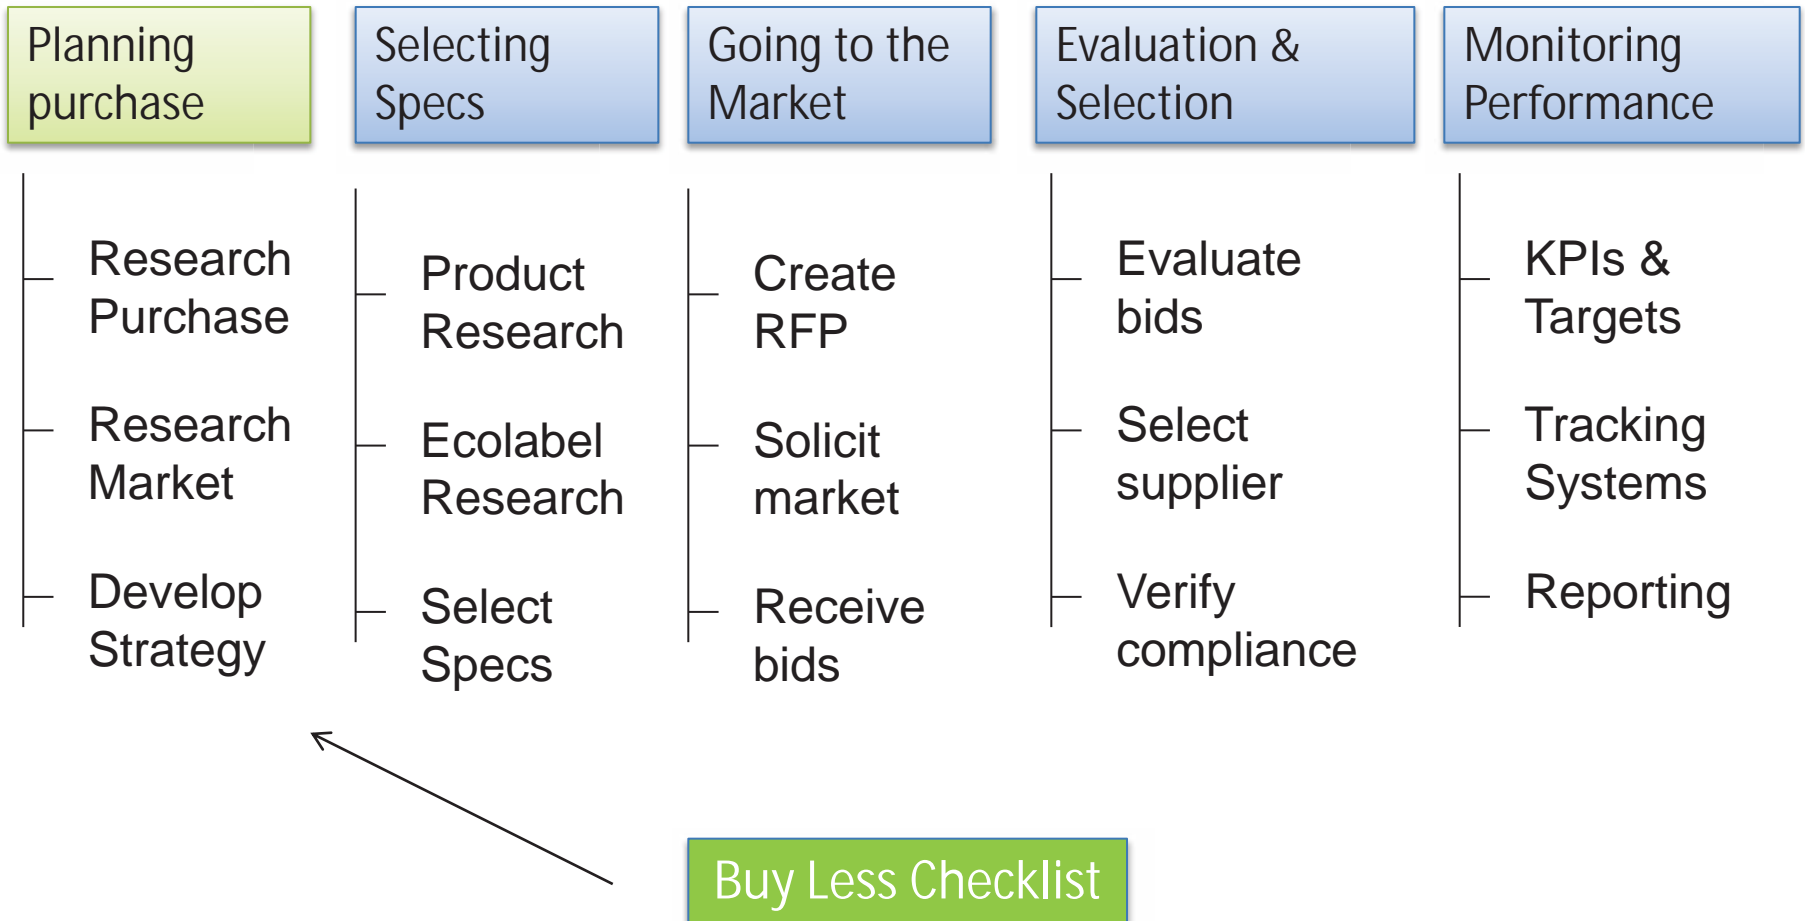 Planning
purchase
Research
Purchase
Research
Market
Develop
Strategy
Selecting
Specs
Product
Research
Ecolabel
Research
Select
Specs
Going to the
Market
Create
RFP
Solicit
market
Receive
bids
Evaluation &
Selection
Evaluate
bids
Select
supplier
Verify
compliance
Monitoring
Performance
KPIs &
Targets
Tracking
Systems
Reporting
Buy Less Checklist